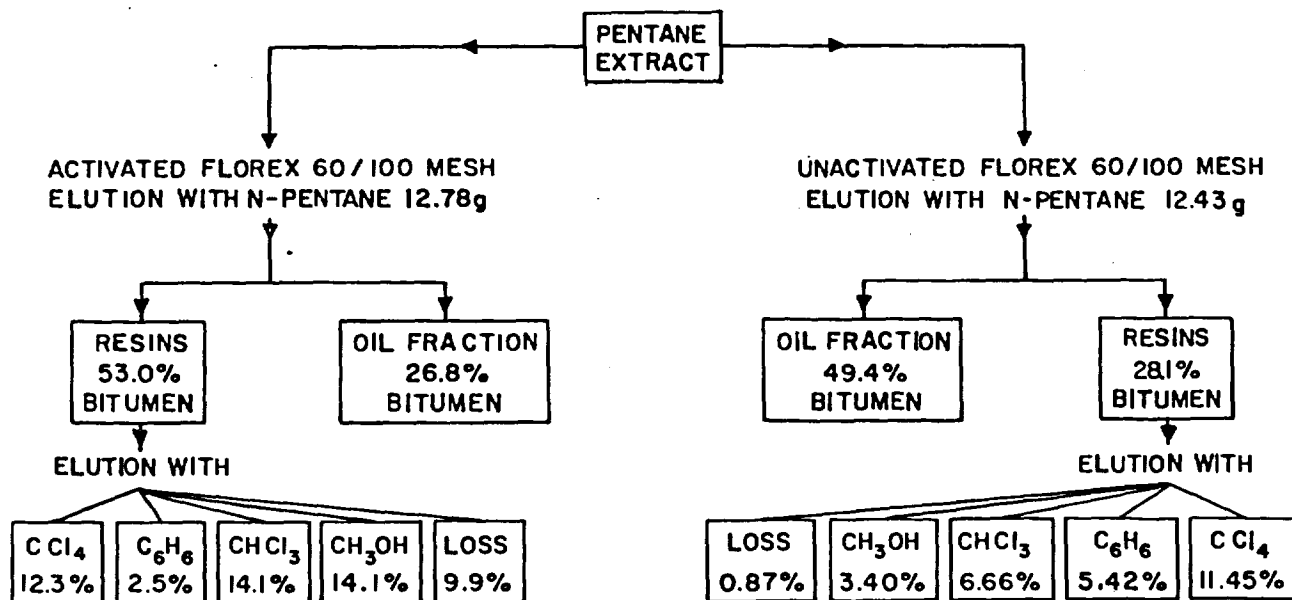 PENTANE
EXTRACT
ACTIVATED FLOREX 60/100 MESH
ELUTION WITH N-PENTANE 12.78g
UNACTIVATED FLOREX 60/100 MESH
ELUTION WITH N-PENTANE 12.43 g
RESINS
53.0%
BITUMEN
OIL FRACTION
26.8%
BITUMEN
OIL FRACTION
49.4%
BITUMEN
RESINS
28.1%
BITUMEN
ELUTION WITH
ELUTION WITH
CCl₄
12.3%
C₆H₆
2.5%
CHCl₃
14.1%
CH₃OH
14.1%
LOSS
9.9%
LOSS
0.87%
CH₃OH
3.40%
CHCl₃
6.66%
C₆H₆
5.42%
CCl₄
11.45%